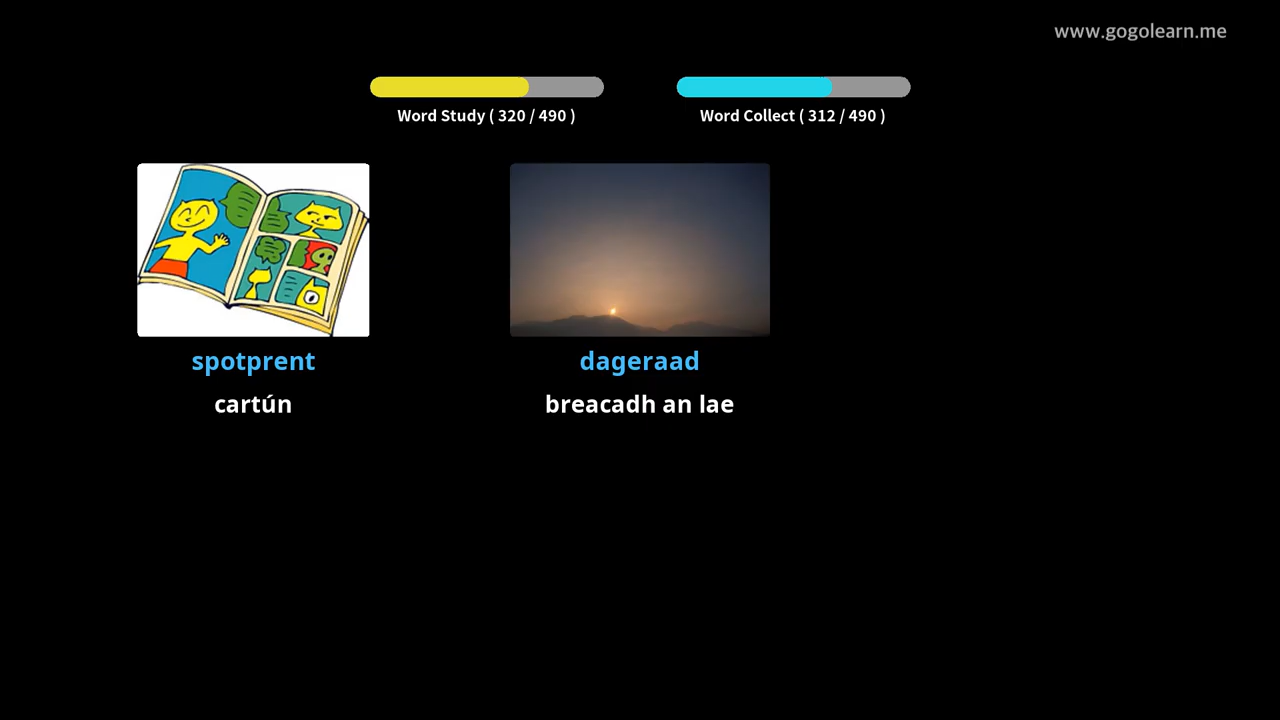 www.gogolearn.me
Word Study ( 320 / 490 )
Word Collect ( 312 / 490 )
spotprent
cartún
dageraad
breacadh an lae